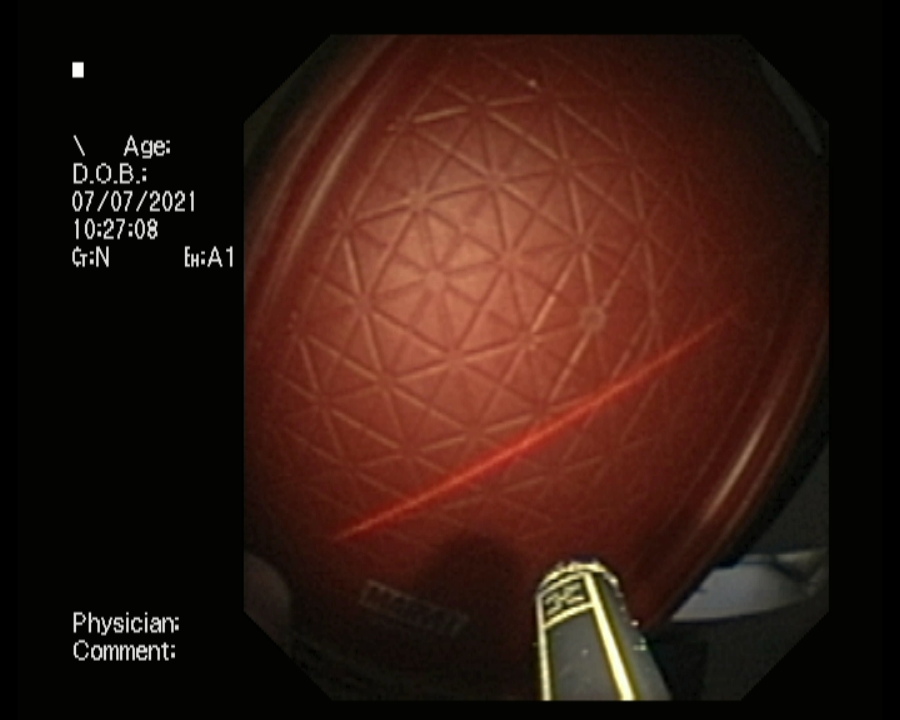 \ Age:
D.O.B.:
07/07/2021
10:27:08
Cr:N EH:A1
Physician:
Comment: